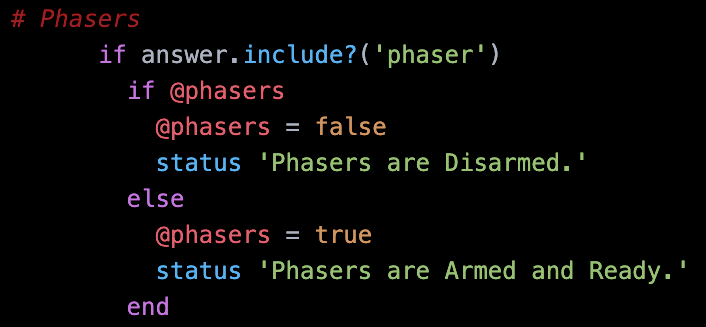 # Phasers
if answer.include?('phaser')
if @phasers
@phasers = false
status 'Phasers are Disarmed.'
else
@phasers = true
status 'Phasers are Armed and Ready.'
end